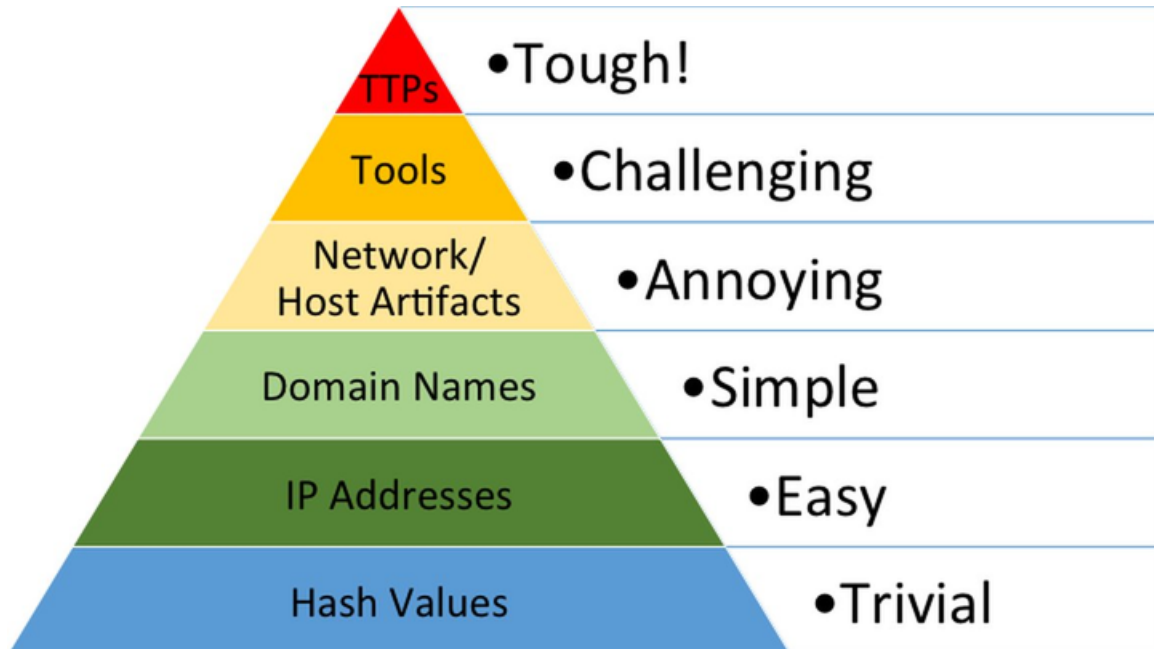 TTPs
•Tough!
Tools
•Challenging
Network/
Host Artifacts
•Annoying
Domain Names
•Simple
IP Addresses
•Easy
Hash Values
•Trivial